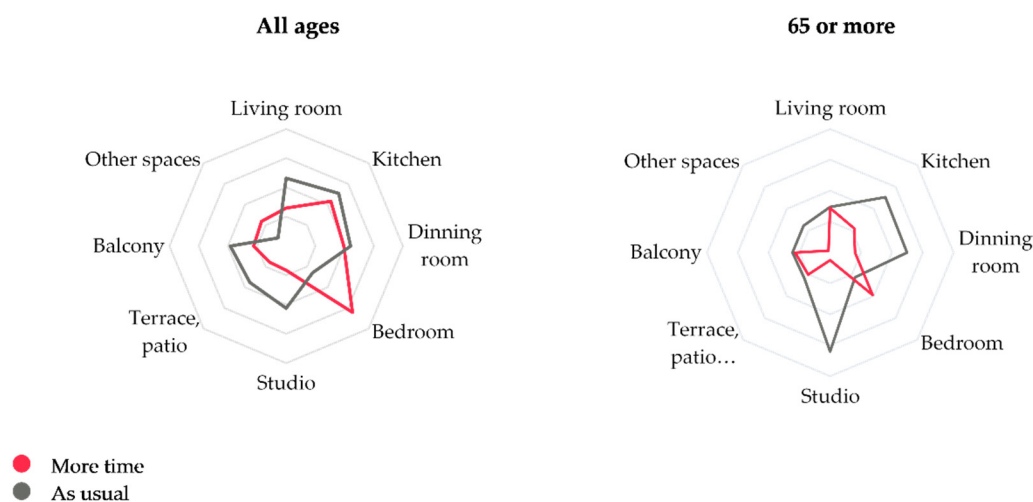 All ages
Living room
Other spaces
Kitchen
Balcony
Dinning
room
Terrace,
patio
Bedroom
Studio
65 or more
Living room
Other spaces
Kitchen
Balcony
Dinning
room
Terrace,
patio…
Bedroom
Studio
More time
As usual